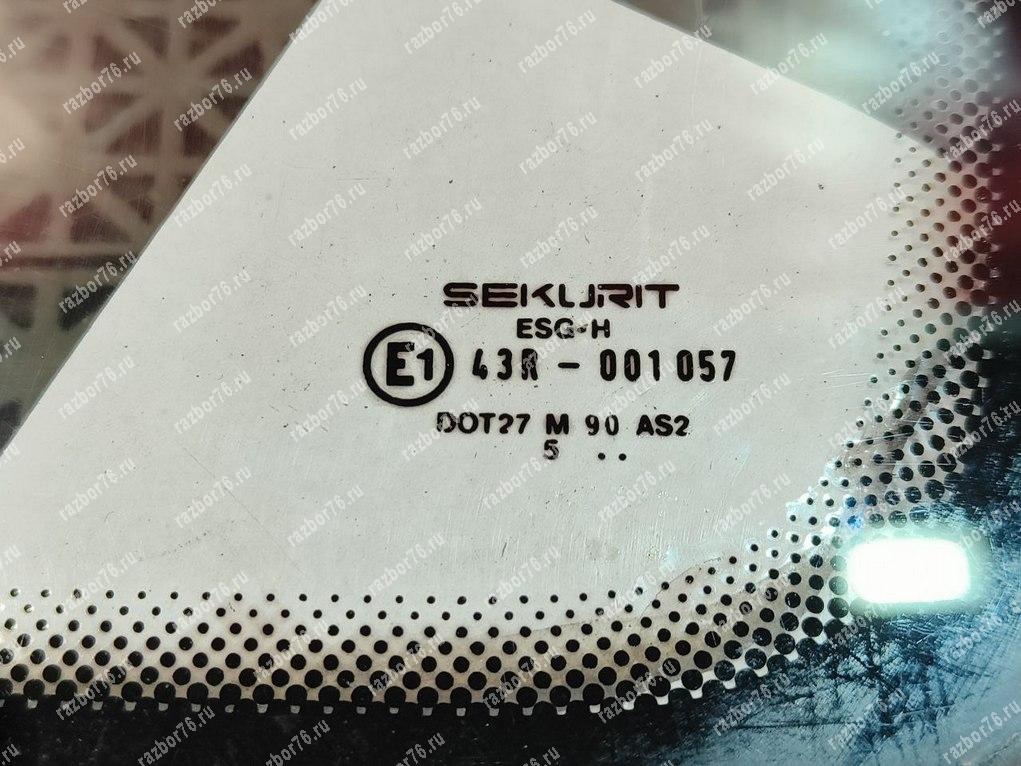 SEKURIT
ESG-H
E1 43R - 001057
DOT27 M 90 AS2
5 ..
razbor76.ru